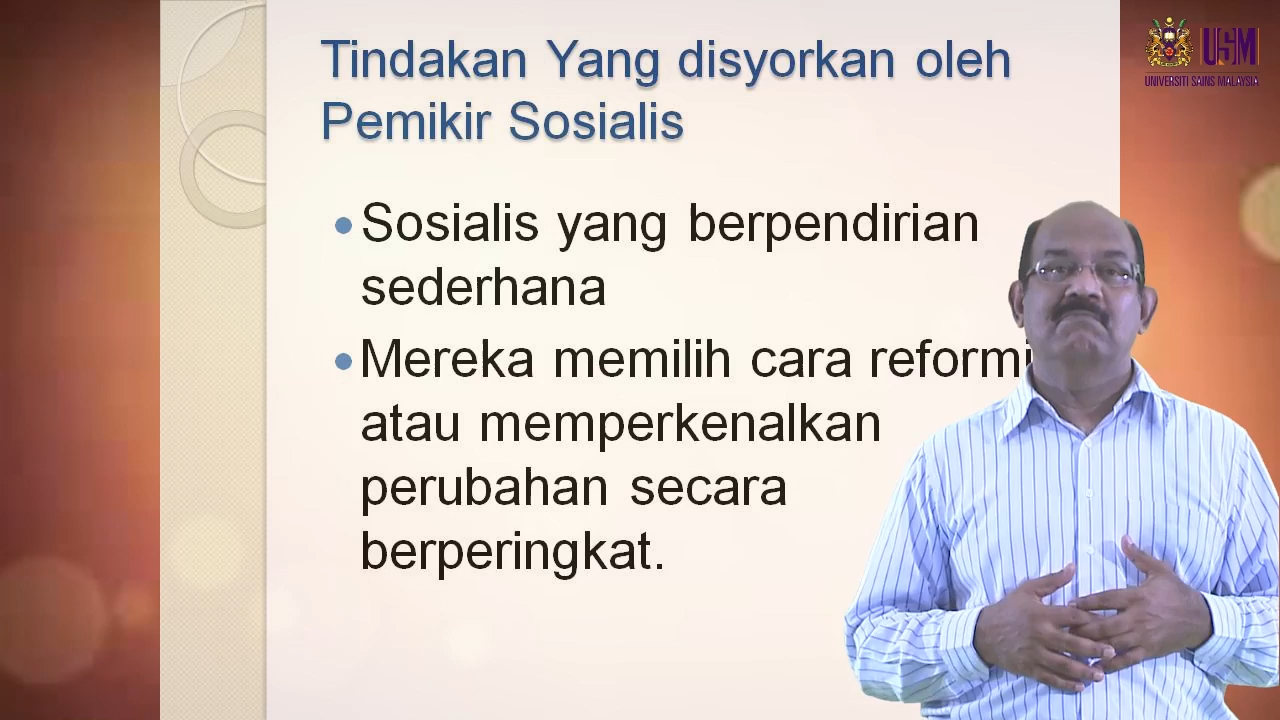 Tindakan Yang disyorkan oleh
Pemikir Sosialis
USM
UNIVERSITI SAINS MALAYSIA
• Sosialis yang berpendirian
sederhana
• Mereka memilih cara reformi
atau memperkenalkan
perubahan secara
berperingkat.